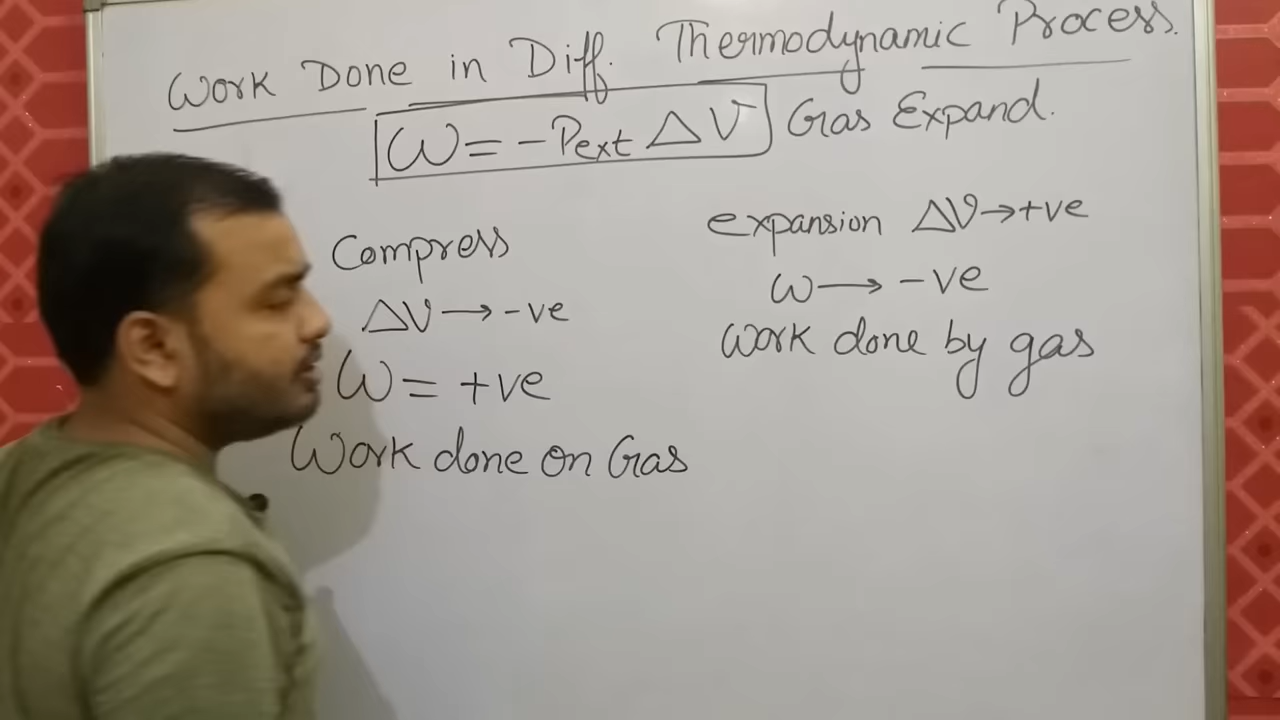 Work Done in Diff. Thermodynamic Process.
W = -Pext ΔV Gas Expand.
Compress
ΔV → -ve
W = +ve
Work done on Gas
expansion ΔV → +ve
W → -ve
Work done by gas